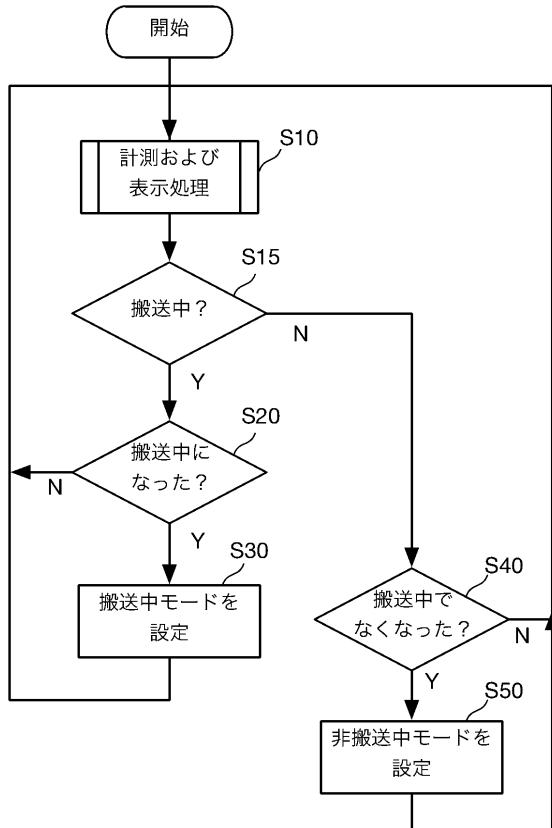 開始
計測および
表示処理
S10
搬送中？
S15
N
Y
搬送中に
なった？
S20
N
Y
搬送中モードを
設定
S30
搬送中で
なくなった？
S40
N
Y
非搬送中モードを
設定
S50